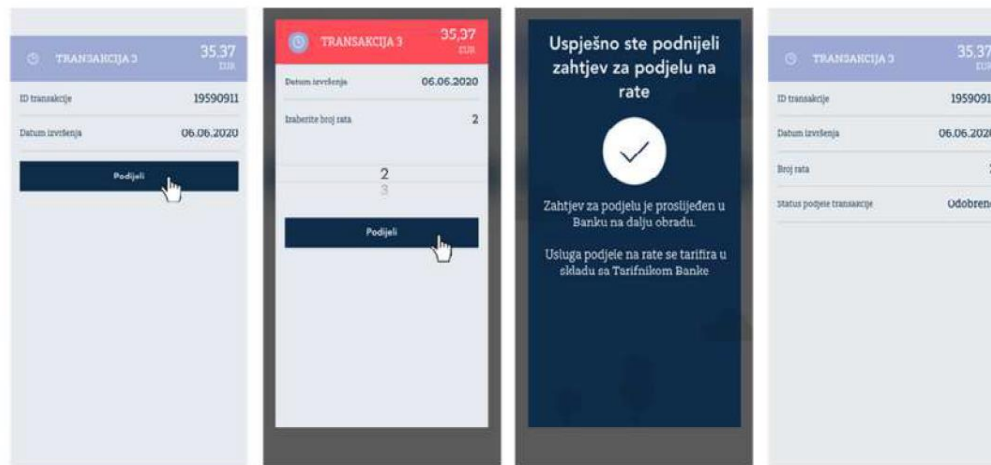 TRANSAKCIJA 3
35,37
EUR
ID transakcije 19590911
Datum izvršenja 06.06.2020
Podijeli
TRANSAKCIJA 3
35,37
EUR
Datum izvršenja 06.06.2020
Izaberite broj rata 2
2
3
Podijeli
Uspješno ste podnijeli
zahtjev za podjelu na
rate
Zahtjev za podjelu je proslijeđen u
Banku na dalju obradu.
Usluga podjele na rate se tarifira u
skladu sa Tarifnikom Banke
TRANSAKCIJA 3
35,37
EUR
ID transakcije 1959091
Datum izvršenja 06.06.2020
Broj rata
Status podjele transakcije Odobreno